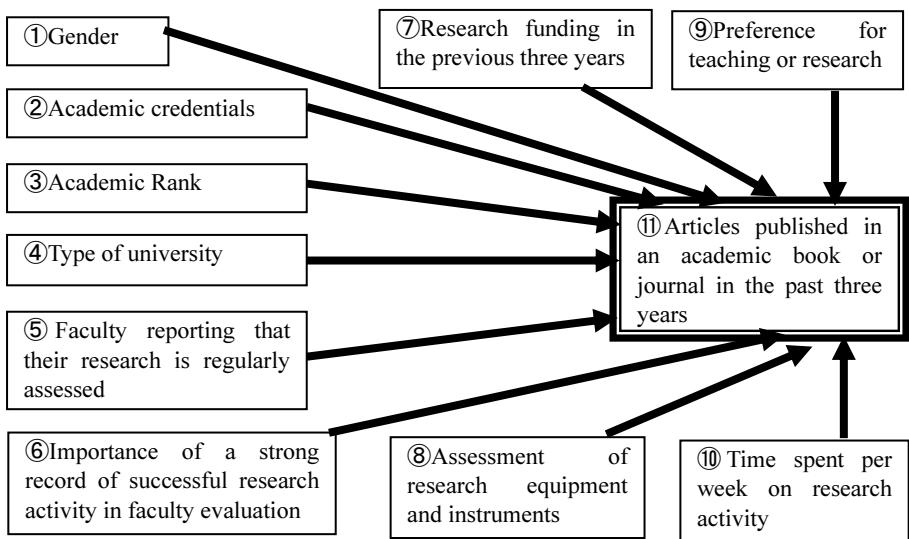 ①Gender
②Academic credentials
③Academic Rank
④Type of university
⑤ Faculty reporting that
their research is regularly
assessed
⑥Importance of a strong
record of successful research
activity in faculty evaluation
⑦Research funding in
the previous three years
⑧Assessment of
research equipment
and instruments
⑨Preference for
teaching or research
⑩ Time spent per
week on research
activity
⑪Articles published in
an academic book or
journal in the past three
years